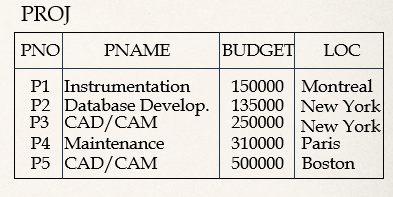 PROJ
PNO PNAME BUDGET LOC
P1 Instrumentation 150000 Montreal
P2 Database Develop. 135000 New York
P3 CAD/CAM 250000 New York
P4 Maintenance 310000 Paris
P5 CAD/CAM 500000 Boston